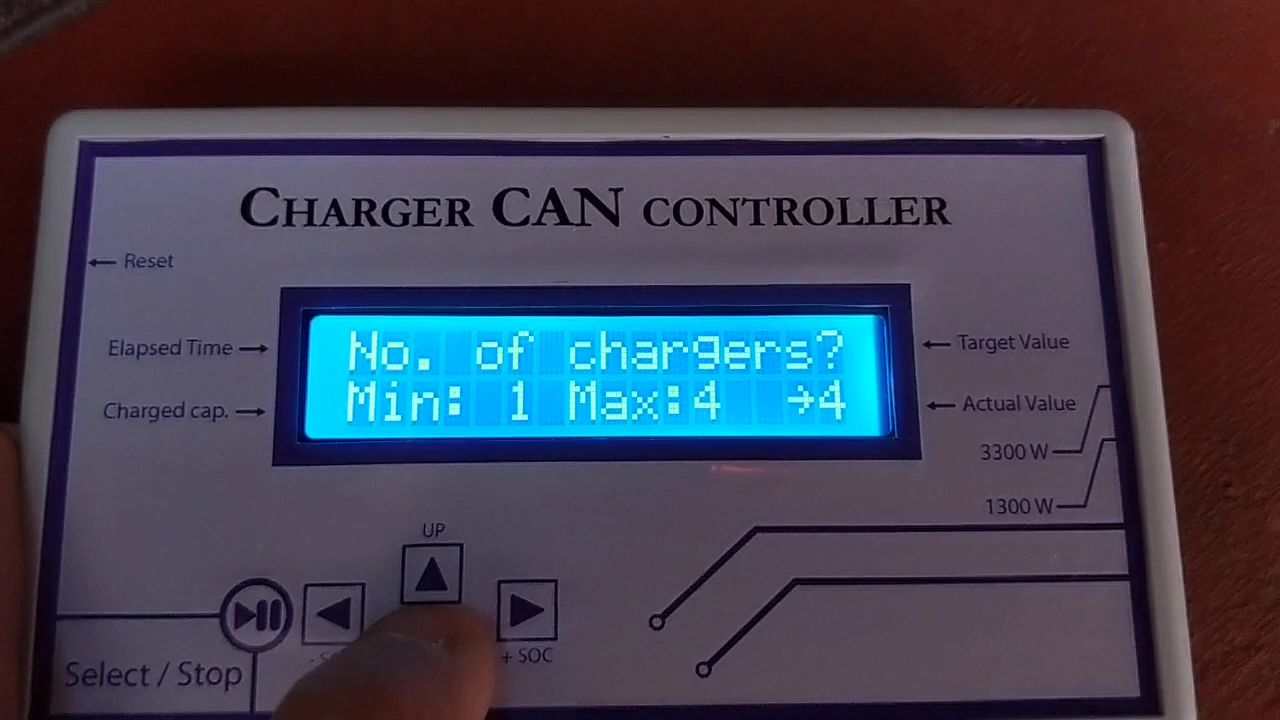 CHARGER CAN CONTROLLER
← Reset
Elapsed Time →
Charged cap. →
No. of chargers?
Min: 1 Max:4 →4
← Target Value
← Actual Value
3300 W
1300 W
UP
+ SOC
Select / Stop